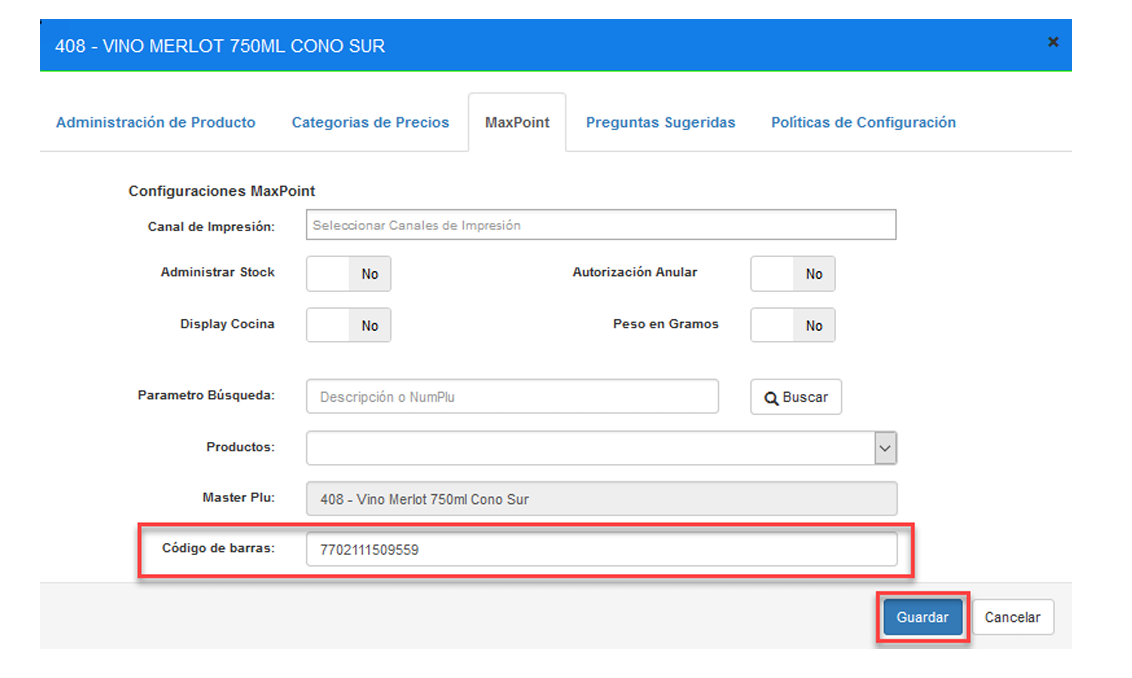 408 - VINO MERLOT 750ML CONO SUR ×
Administración de Producto Categorias de Precios MaxPoint Preguntas Sugeridas Políticas de Configuración
Configuraciones MaxPoint
Canal de Impresión: Seleccionar Canales de Impresión
Administrar Stock No Autorización Anular No
Display Cocina No Peso en Gramos No
Parametro Búsqueda: Descripción o NumPlu Buscar
Productos:
Master Plu: 408 - Vino Merlot 750ml Cono Sur
Código de barras: 7702111509559
Guardar Cancelar